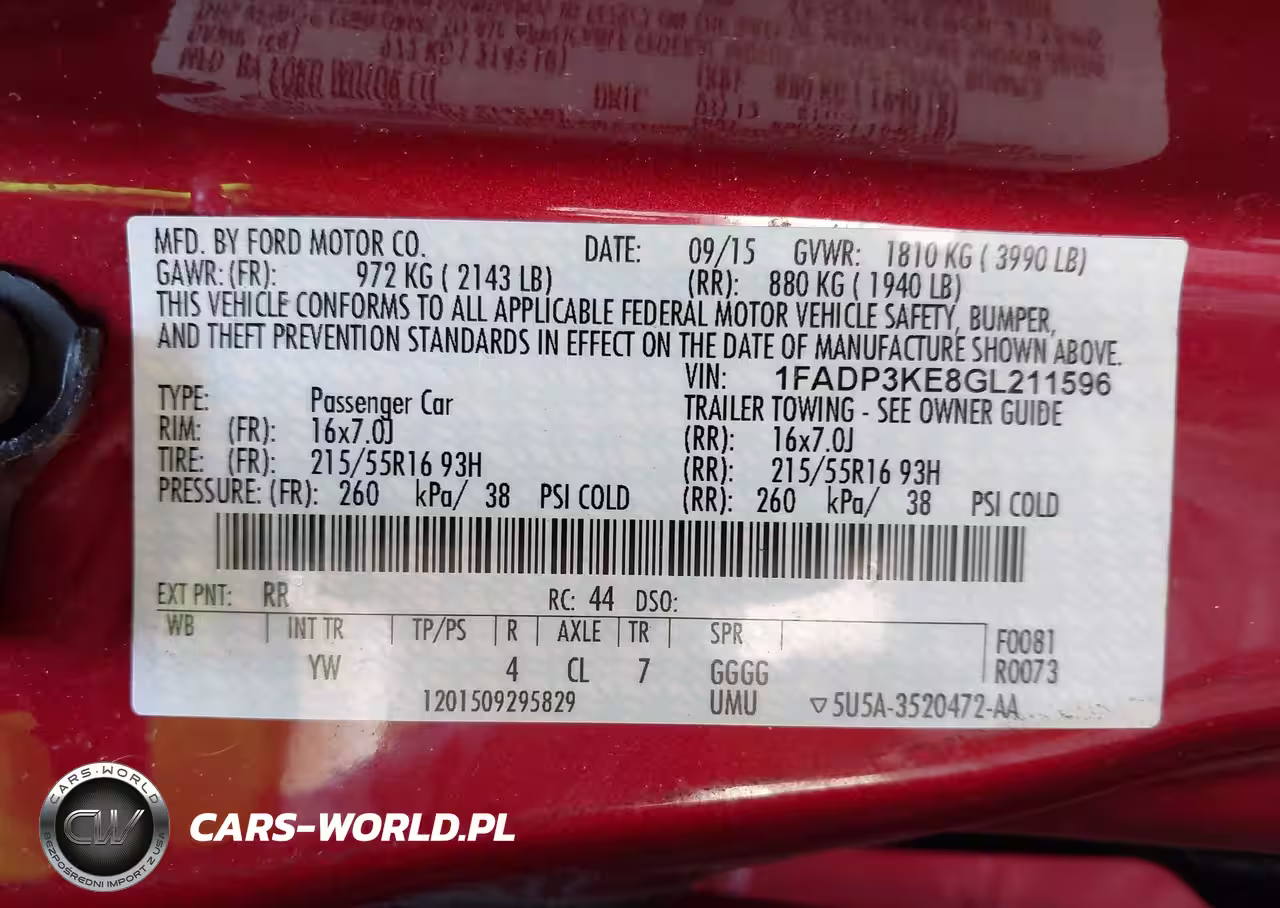 MFD. BY FORD MOTOR CO. DATE: 09/15 GVWR: 1810 KG ( 3990 LB)
GAWR: (FR): 972 KG ( 2143 LB) (RR): 880 KG ( 1940 LB)
THIS VEHICLE CONFORMS TO ALL APPLICABLE FEDERAL MOTOR VEHICLE SAFETY, BUMPER,
AND THEFT PREVENTION STANDARDS IN EFFECT ON THE DATE OF MANUFACTURE SHOWN ABOVE.
VIN: 1FADP3KE8GL211596
TYPE: Passenger Car TRAILER TOWING - SEE OWNER GUIDE
RIM: (FR): 16x7.0J (RR): 16x7.0J
TIRE: (FR): 215/55R16 93H (RR): 215/55R16 93H
PRESSURE: (FR): 260 kPa/ 38 PSI COLD (RR): 260 kPa/ 38 PSI COLD
EXT PNT: RR RC: 44 DSO:
WB INT TR TP/PS R AXLE TR SPR F0081
YW 4 CL 7 GGGG R0073
1201509295829 UMU ▽5U5A-3520472-AA
CARS-WORLD
CW
BEZPOŚREDNI IMPORT Z USA
CARS-WORLD.PL